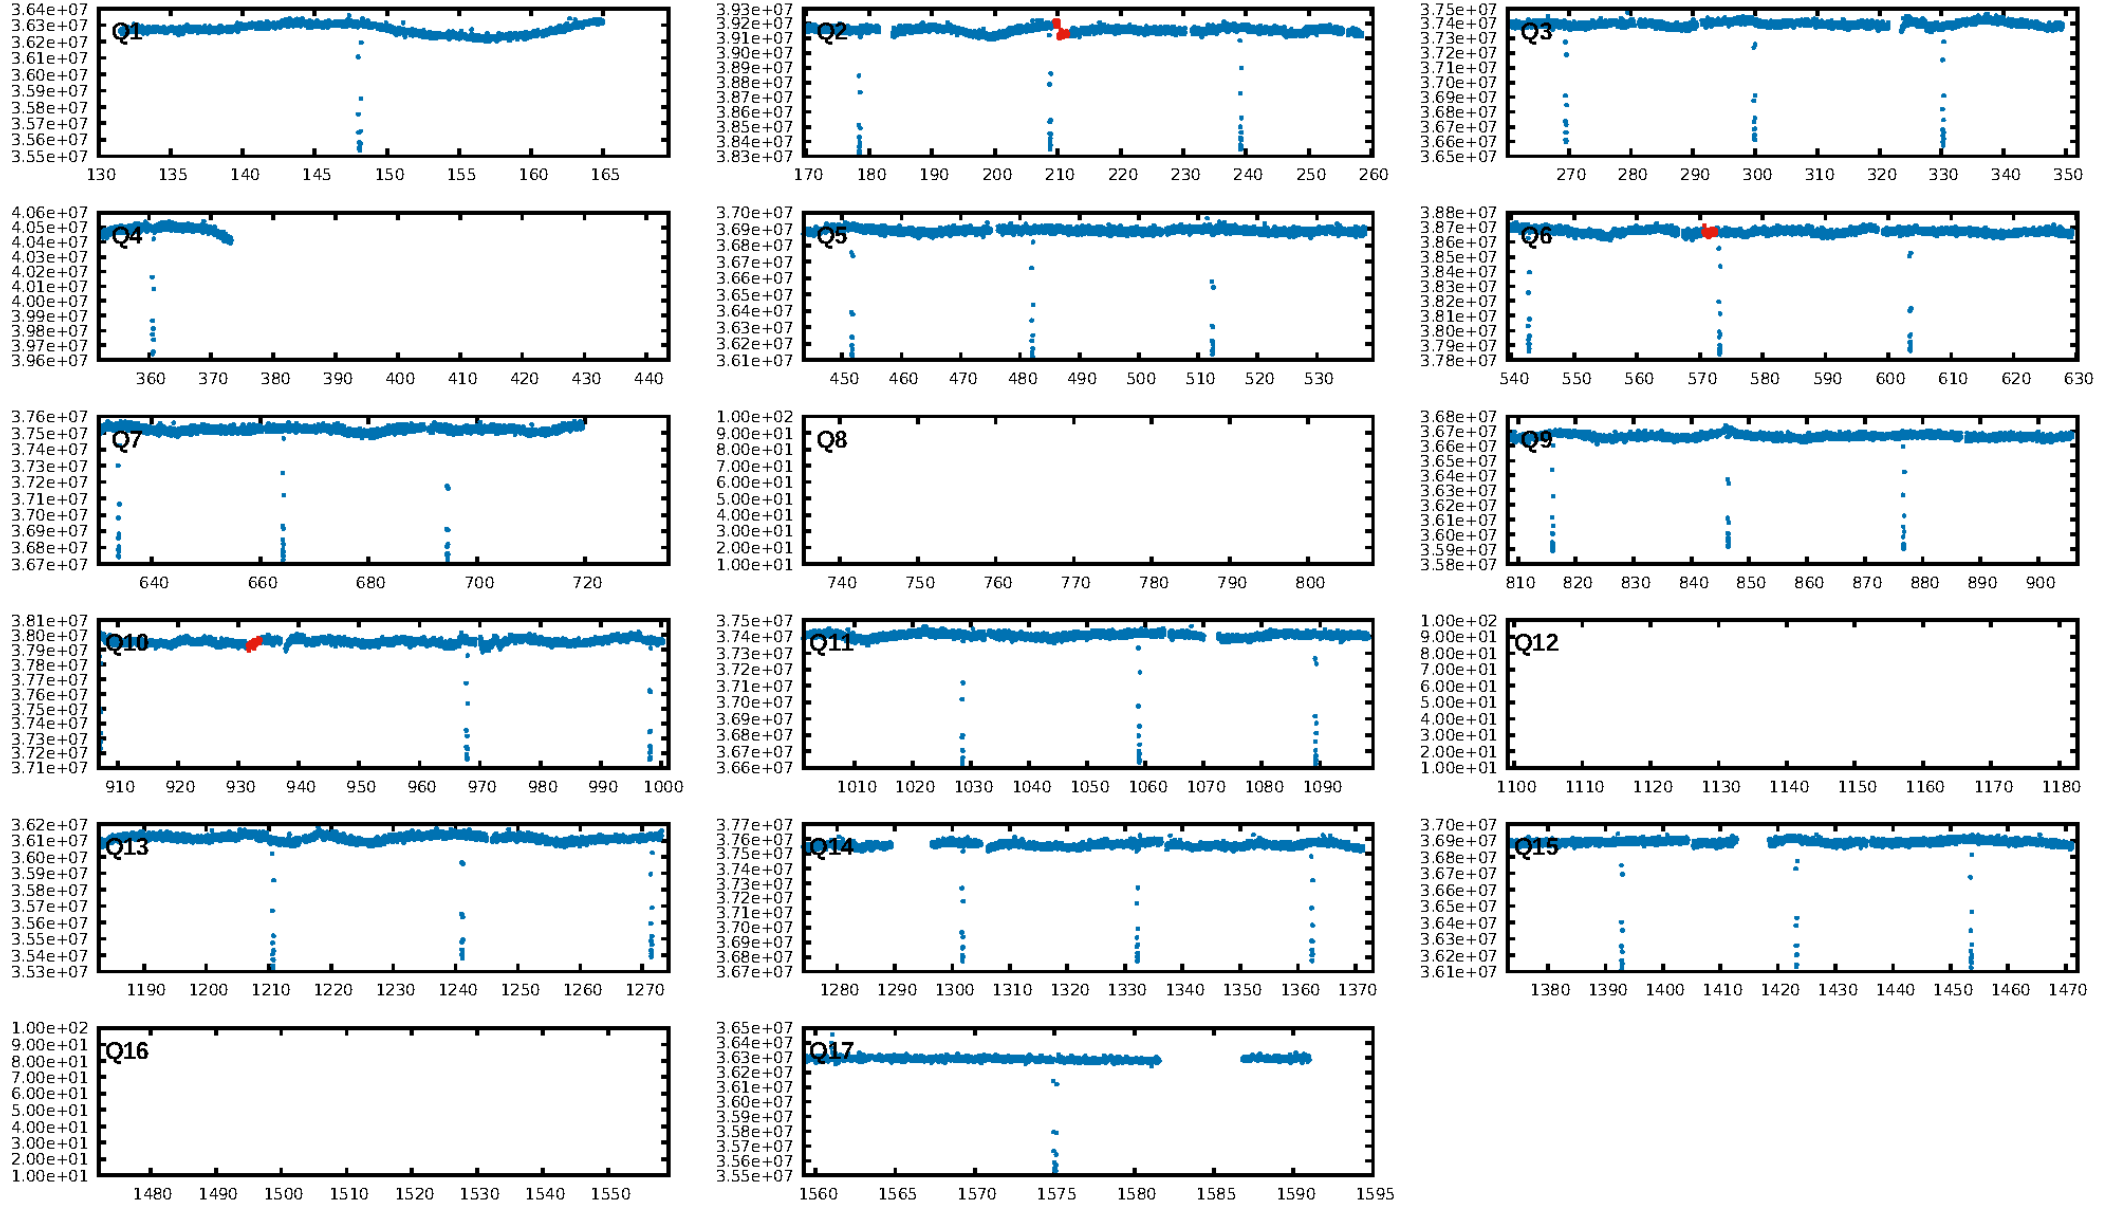 3.64e+07
3.63e+07
3.62e+07
3.61e+07
3.60e+07
3.59e+07
3.58e+07
3.57e+07
3.56e+07
3.55e+07
Q1
130 135 140 145 150 155 160 165
3.93e+07
3.92e+07
3.91e+07
3.90e+07
3.89e+07
3.88e+07
3.87e+07
3.86e+07
3.85e+07
3.84e+07
3.83e+07
Q2
170 180 190 200 210 220 230 240 250 260
3.75e+07
3.74e+07
3.73e+07
3.72e+07
3.71e+07
3.70e+07
3.69e+07
3.68e+07
3.67e+07
3.66e+07
3.65e+07
Q3
270 280 290 300 310 320 330 340 350
4.06e+07
4.05e+07
4.04e+07
4.03e+07
4.02e+07
4.01e+07
4.00e+07
3.99e+07
3.98e+07
3.97e+07
3.96e+07
Q4
360 370 380 390 400 410 420 430 440
3.70e+07
3.69e+07
3.68e+07
3.67e+07
3.66e+07
3.65e+07
3.64e+07
3.63e+07
3.62e+07
3.61e+07
Q5
450 460 470 480 490 500 510 520 530
3.88e+07
3.87e+07
3.86e+07
3.85e+07
3.84e+07
3.83e+07
3.82e+07
3.81e+07
3.80e+07
3.79e+07
3.78e+07
Q6
540 550 560 570 580 590 600 610 620 630
3.76e+07
3.75e+07
3.74e+07
3.73e+07
3.72e+07
3.71e+07
3.70e+07
3.69e+07
3.68e+07
3.67e+07
Q7
640 660 680 700 720
1.00e+02
9.00e+01
8.00e+01
7.00e+01
6.00e+01
5.00e+01
4.00e+01
3.00e+01
2.00e+01
1.00e+01
Q8
740 750 760 770 780 790 800
3.68e+07
3.67e+07
3.66e+07
3.65e+07
3.64e+07
3.63e+07
3.62e+07
3.61e+07
3.60e+07
3.59e+07
3.58e+07
Q9
810 820 830 840 850 860 870 880 890 900
3.81e+07
3.80e+07
3.79e+07
3.78e+07
3.77e+07
3.76e+07
3.75e+07
3.74e+07
3.73e+07
3.72e+07
3.71e+07
Q10
910 920 930 940 950 960 970 980 990 1000
3.75e+07
3.74e+07
3.73e+07
3.72e+07
3.71e+07
3.70e+07
3.69e+07
3.68e+07
3.67e+07
3.66e+07
Q11
1010 1020 1030 1040 1050 1060 1070 1080 1090
1.00e+02
9.00e+01
8.00e+01
7.00e+01
6.00e+01
5.00e+01
4.00e+01
3.00e+01
2.00e+01
1.00e+01
Q12
1100 1110 1120 1130 1140 1150 1160 1170 1180
3.62e+07
3.61e+07
3.60e+07
3.59e+07
3.58e+07
3.57e+07
3.56e+07
3.55e+07
3.54e+07
3.53e+07
Q13
1190 1200 1210 1220 1230 1240 1250 1260 1270
3.77e+07
3.76e+07
3.75e+07
3.74e+07
3.73e+07
3.72e+07
3.71e+07
3.70e+07
3.69e+07
3.68e+07
3.67e+07
Q14
1280 1290 1300 1310 1320 1330 1340 1350 1360 1370
3.70e+07
3.69e+07
3.68e+07
3.67e+07
3.66e+07
3.65e+07
3.64e+07
3.63e+07
3.62e+07
3.61e+07
Q15
1380 1390 1400 1410 1420 1430 1440 1450 1460 1470
1.00e+02
9.00e+01
8.00e+01
7.00e+01
6.00e+01
5.00e+01
4.00e+01
3.00e+01
2.00e+01
1.00e+01
Q16
1480 1490 1500 1510 1520 1530 1540 1550
3.65e+07
3.64e+07
3.63e+07
3.62e+07
3.61e+07
3.60e+07
3.59e+07
3.58e+07
3.57e+07
3.56e+07
3.55e+07
Q17
1560 1565 1570 1575 1580 1585 1590 1595